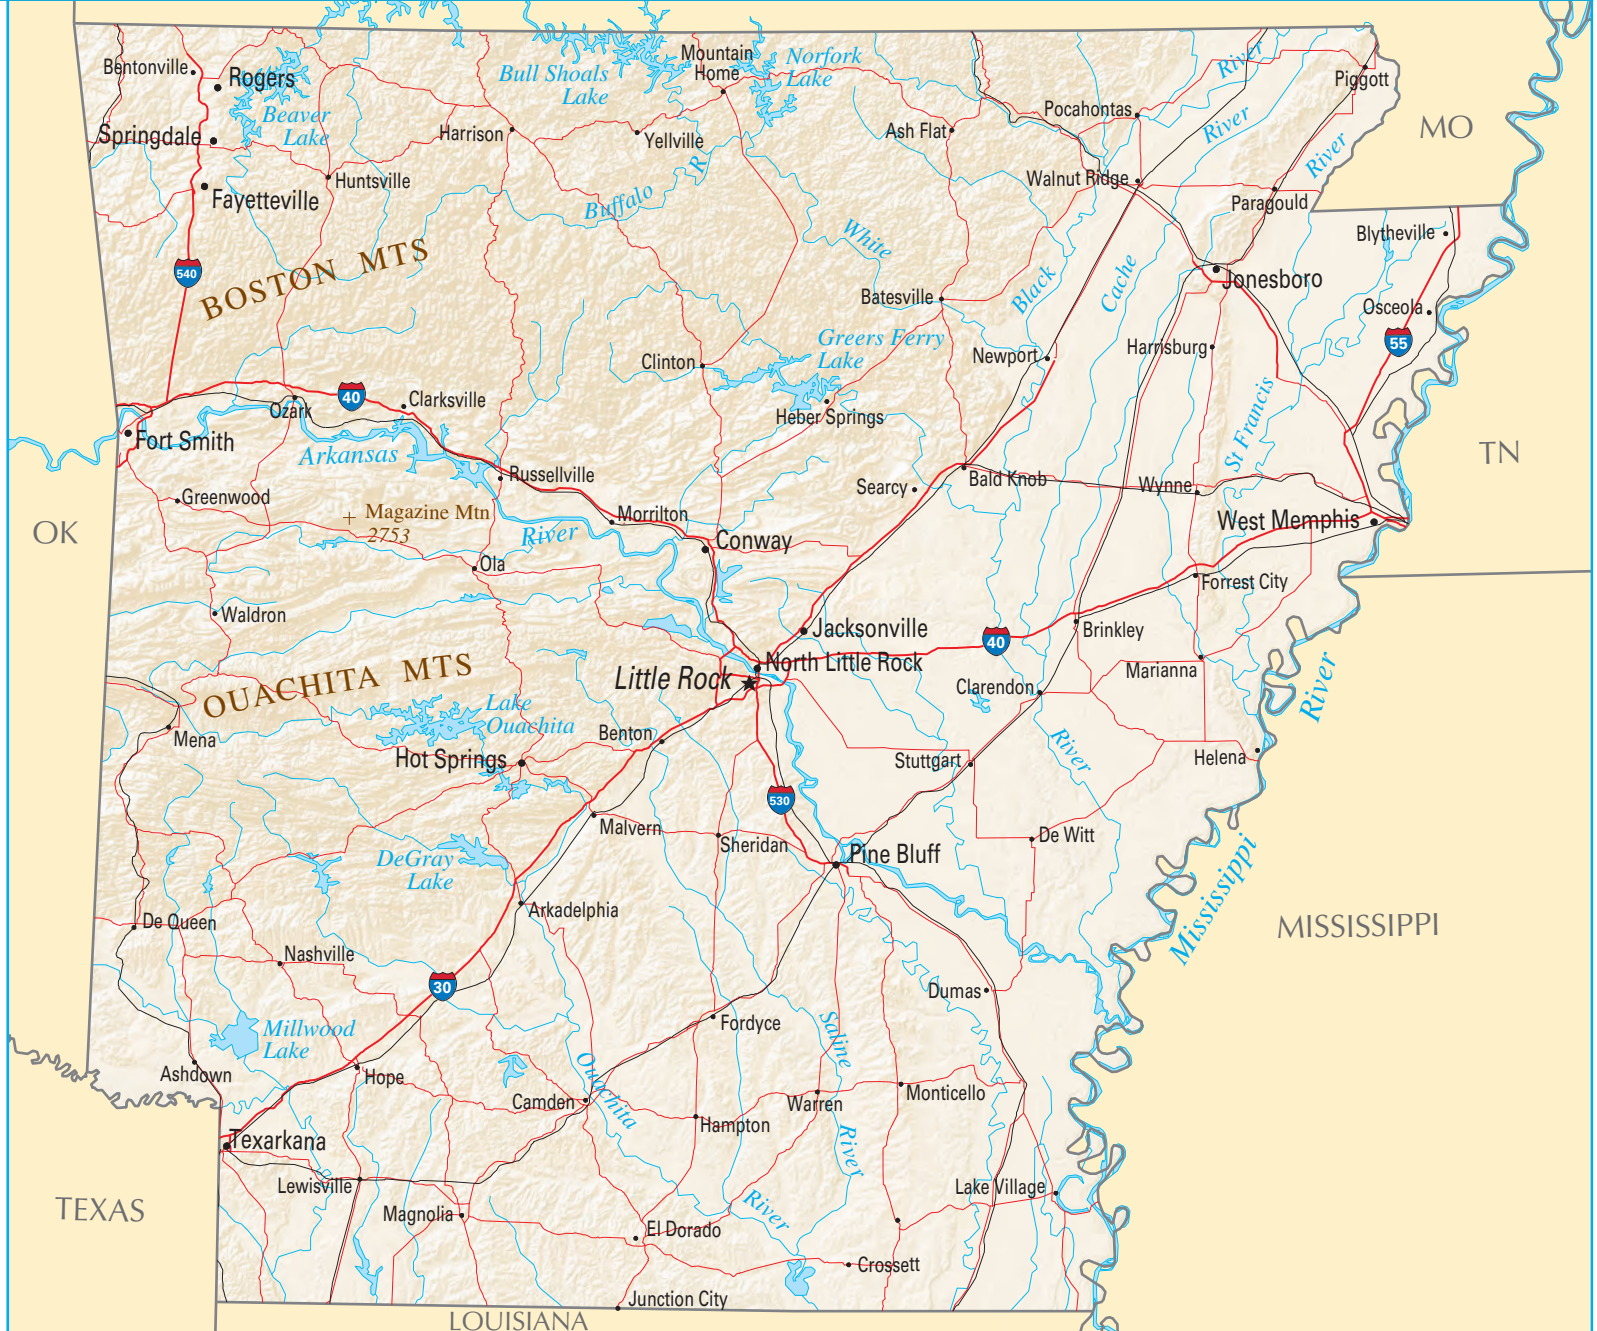 Bentonville
Rogers
Beaver
Lake
Springdale
Huntsville
Fayetteville
Harrison
Bull Shoals
Lake
Mountain
Home
Norfork
Lake
Yellville
Buffalo
R
Ash Flat
Pocahontas
River
Piggott
River
River
MO
Walnut Ridge
Paragould
Blytheville
540
BOSTON MTS
White
Batesville
Black
Cache
Jonesboro
Osceola
55
Greers Ferry
Lake
Clinton
Newport
Harrisburg
Heber Springs
St Francis
40
Ozark
Clarksville
Fort Smith
Arkansas
Russellville
TN
Greenwood
Magazine Mtn
2753
Morrilton
River
Searcy
Bald Knob
Wynne
West Memphis
OK
Conway
Ola
Forrest City
Waldron
Jacksonville
40
Brinkley
North Little Rock
Little Rock
Marianna
OUACHITA MTS
Clarendon
River
Lake
Ouachita
Benton
Mena
Hot Springs
River
Stuttgart
Helena
530
Malvern
Sheridan
De Witt
Pine Bluff
DeGray
Lake
Mississippi
MISSISSIPPI
Arkadelphia
De Queen
Nashville
30
Dumas
Millwood
Lake
Fordyce
Saline
Ashdown
Hope
Ouachita
Camden
Warren
Monticello
Hampton
River
Texarkana
TEXAS
Lewisville
Lake Village
Magnolia
River
El Dorado
Crossett
Junction City
LOUISIANA